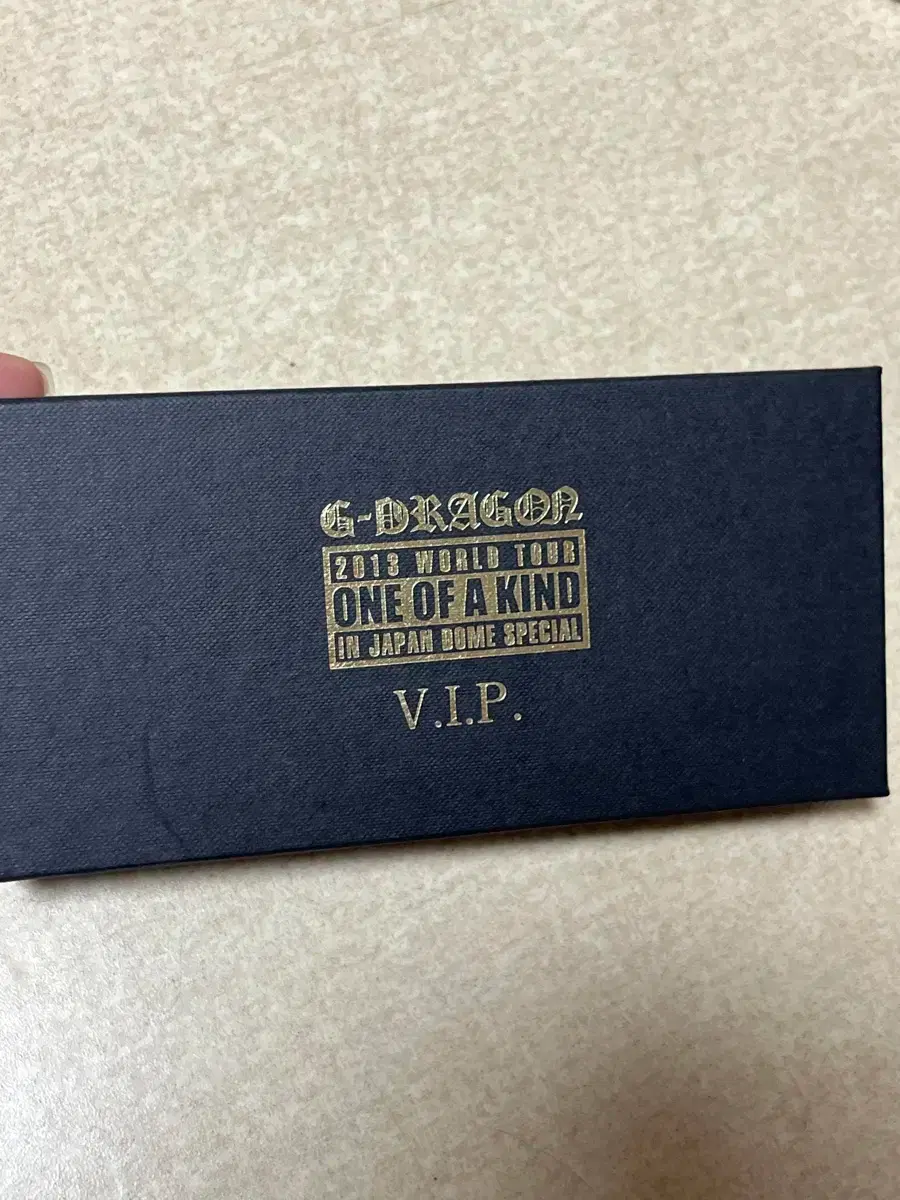 G-DRAGON
2013 WORLD TOUR
ONE OF A KIND
IN JAPAN DOME SPECIAL
V.I.P.